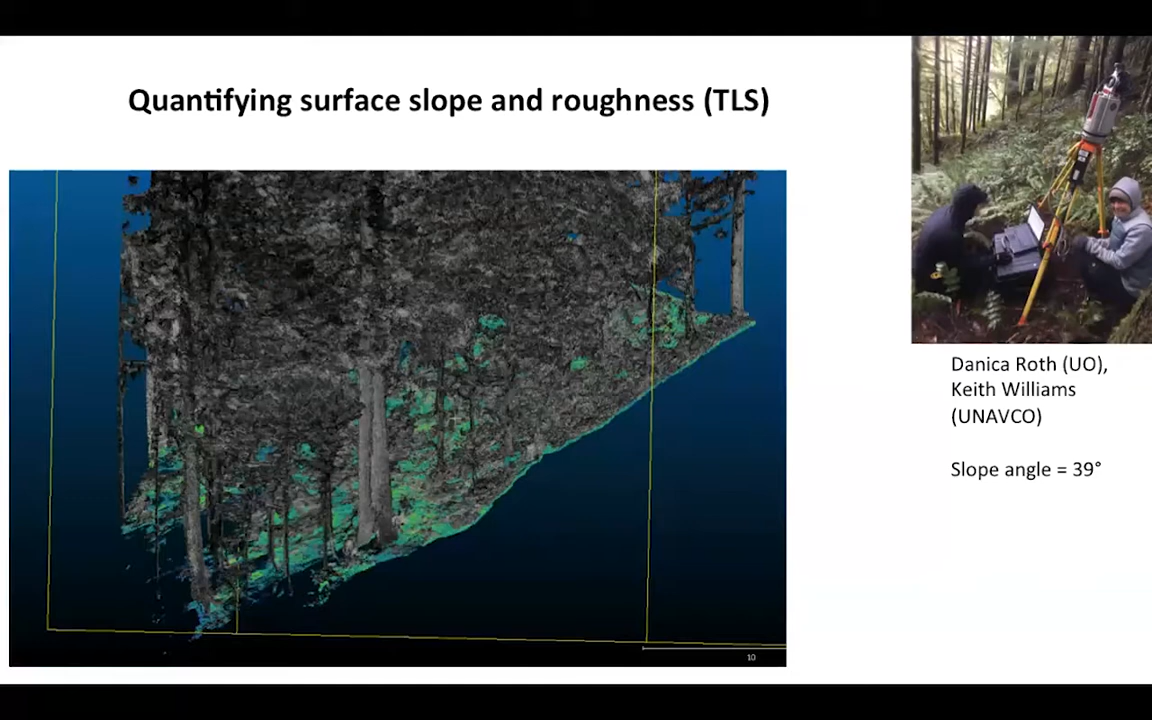 Quantifying surface slope and roughness (TLS)
Danica Roth (UO),
Keith Williams
(UNAVCO)
Slope angle = 39°
10